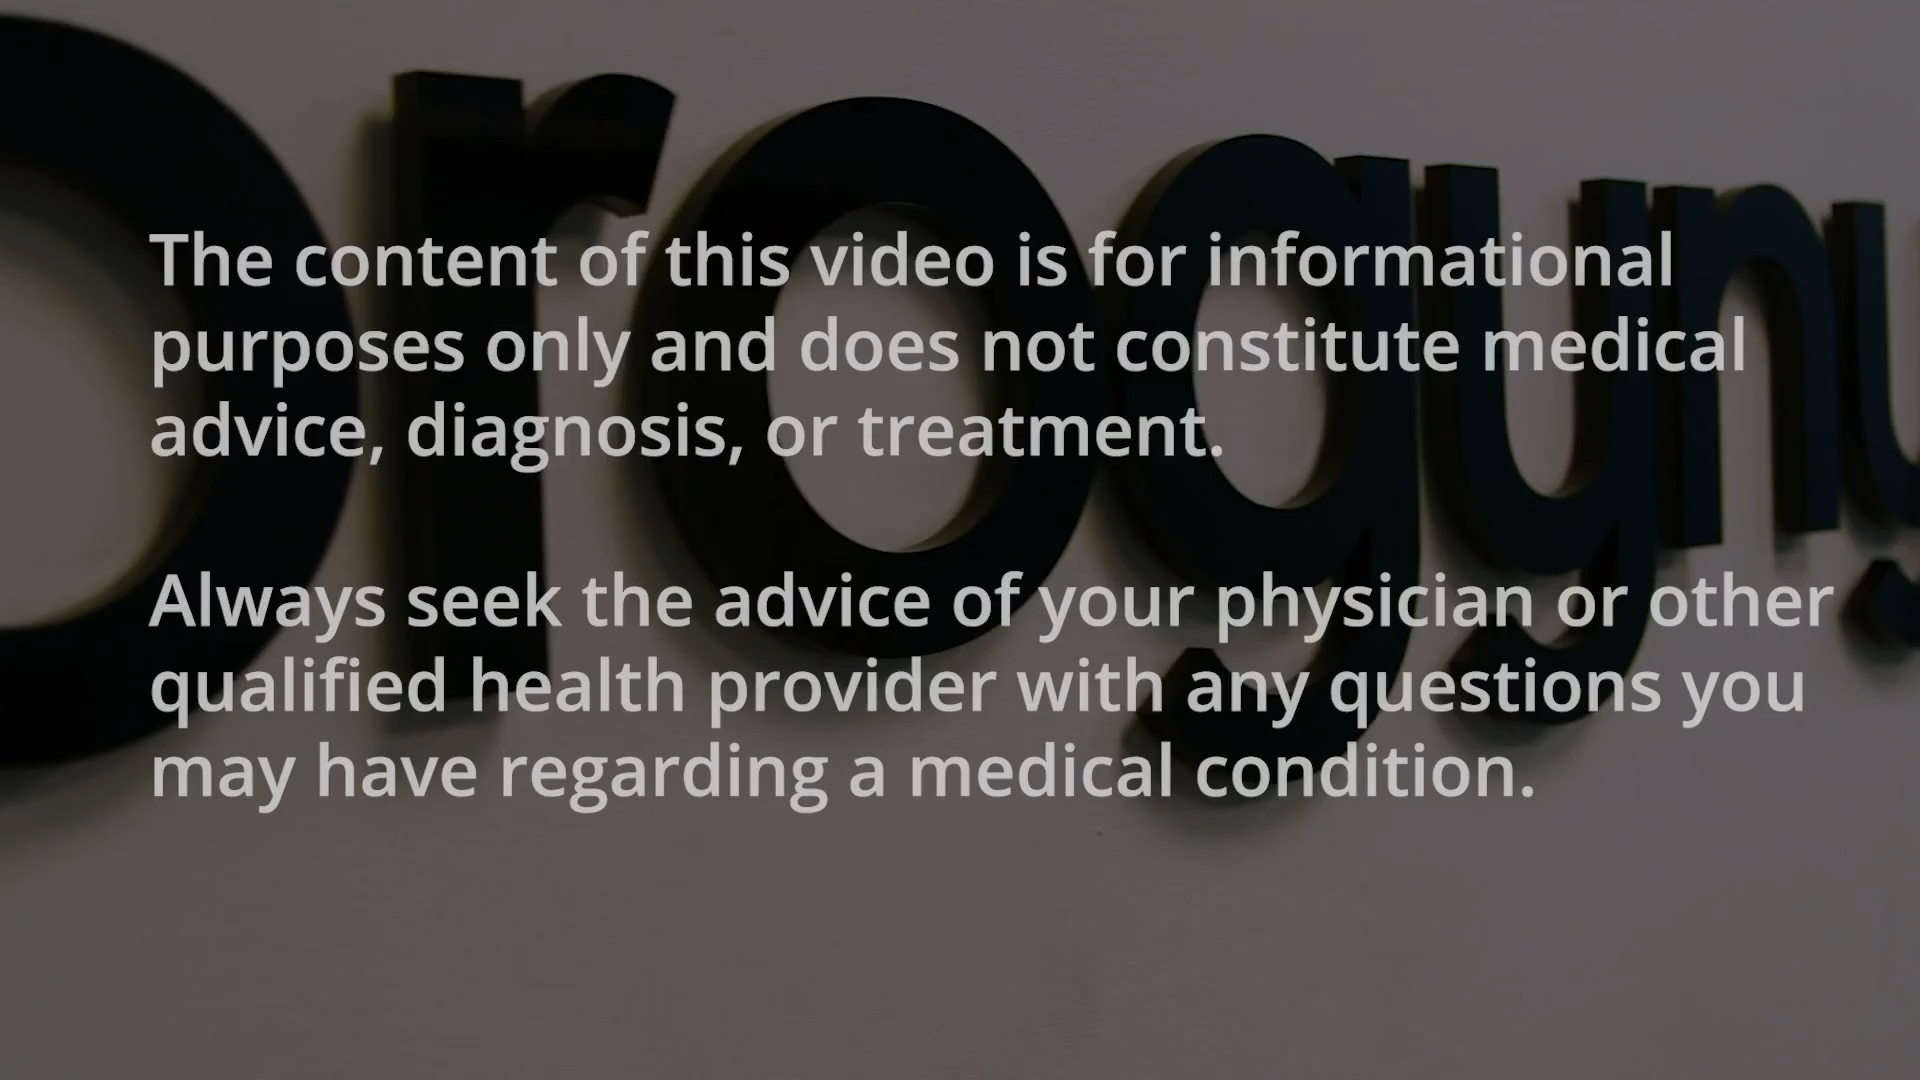 progyny
The content of this video is for informational
purposes only and does not constitute medical
advice, diagnosis, or treatment.
Always seek the advice of your physician or other
qualified health provider with any questions you
may have regarding a medical condition.